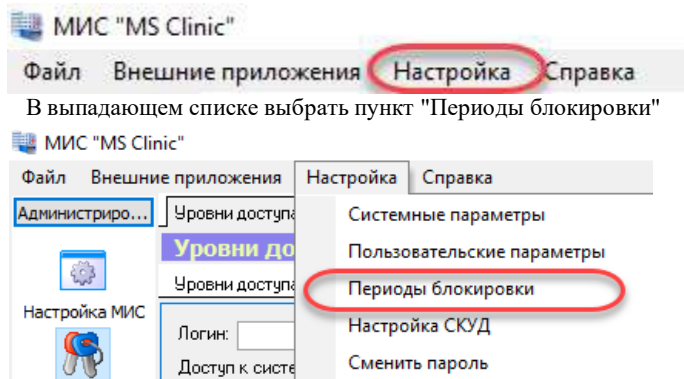 МИС "MS Clinic"
Файл Внешние приложения Настройка Справка
В выпадающем списке выбрать пункт "Периоды блокировки"
МИС "MS Clinic"
Файл Внешние приложения Настройка Справка
Администриро... Уровни доступа Системные параметры
Уровни до Пользовательские параметры
Уровни доступа Периоды блокировки
Настройка МИС Настройка СКУД
Логин:
Доступ к систе Сменить пароль